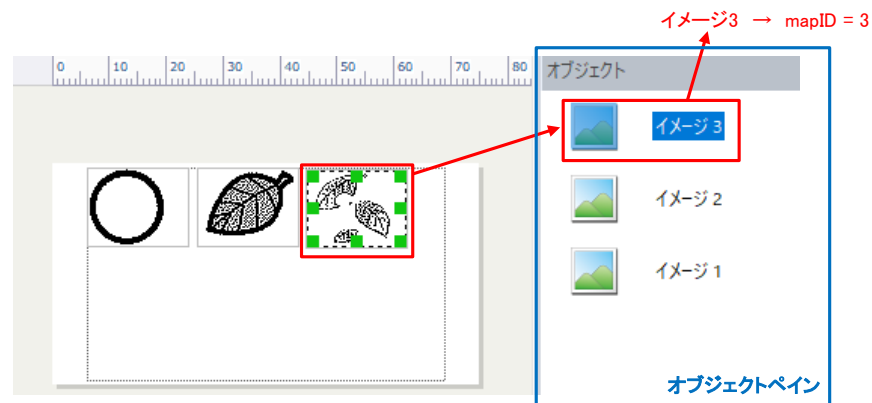 イメージ3 → mapID = 3
0 10 20 30 40 50 60 70 80
オブジェクト
イメージ 3
イメージ 2
イメージ 1
オブジェクトペイン